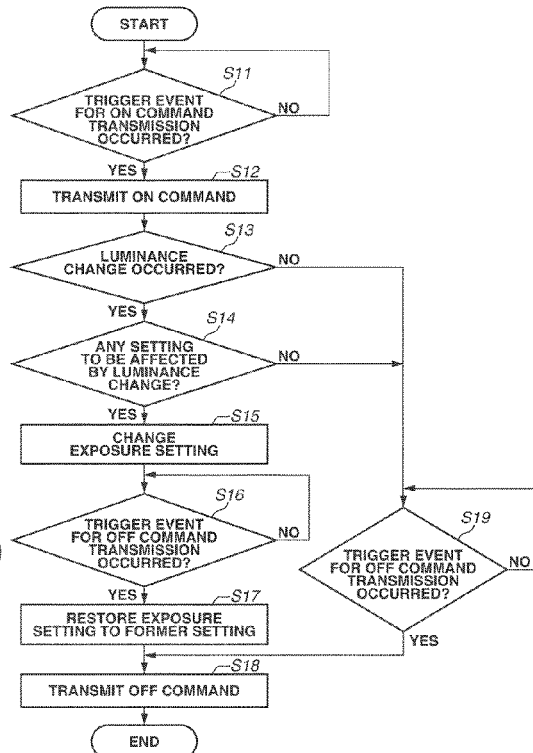 START
S11
TRIGGER EVENT
FOR ON COMMAND
TRANSMISSION
OCCURRED?
NO
YES
S12
TRANSMIT ON COMMAND
S13
LUMINANCE
CHANGE OCCURRED?
NO
YES
S14
ANY SETTING
TO BE AFFECTED
BY LUMINANCE
CHANGE?
NO
YES
S15
CHANGE
EXPOSURE SETTING
S16
TRIGGER EVENT
FOR OFF COMMAND
TRANSMISSION
OCCURRED?
NO
YES
S19
TRIGGER EVENT
FOR OFF COMMAND
TRANSMISSION
OCCURRED?
NO
YES
S17
RESTORE EXPOSURE
SETTING TO FORMER SETTING
S18
TRANSMIT OFF COMMAND
END